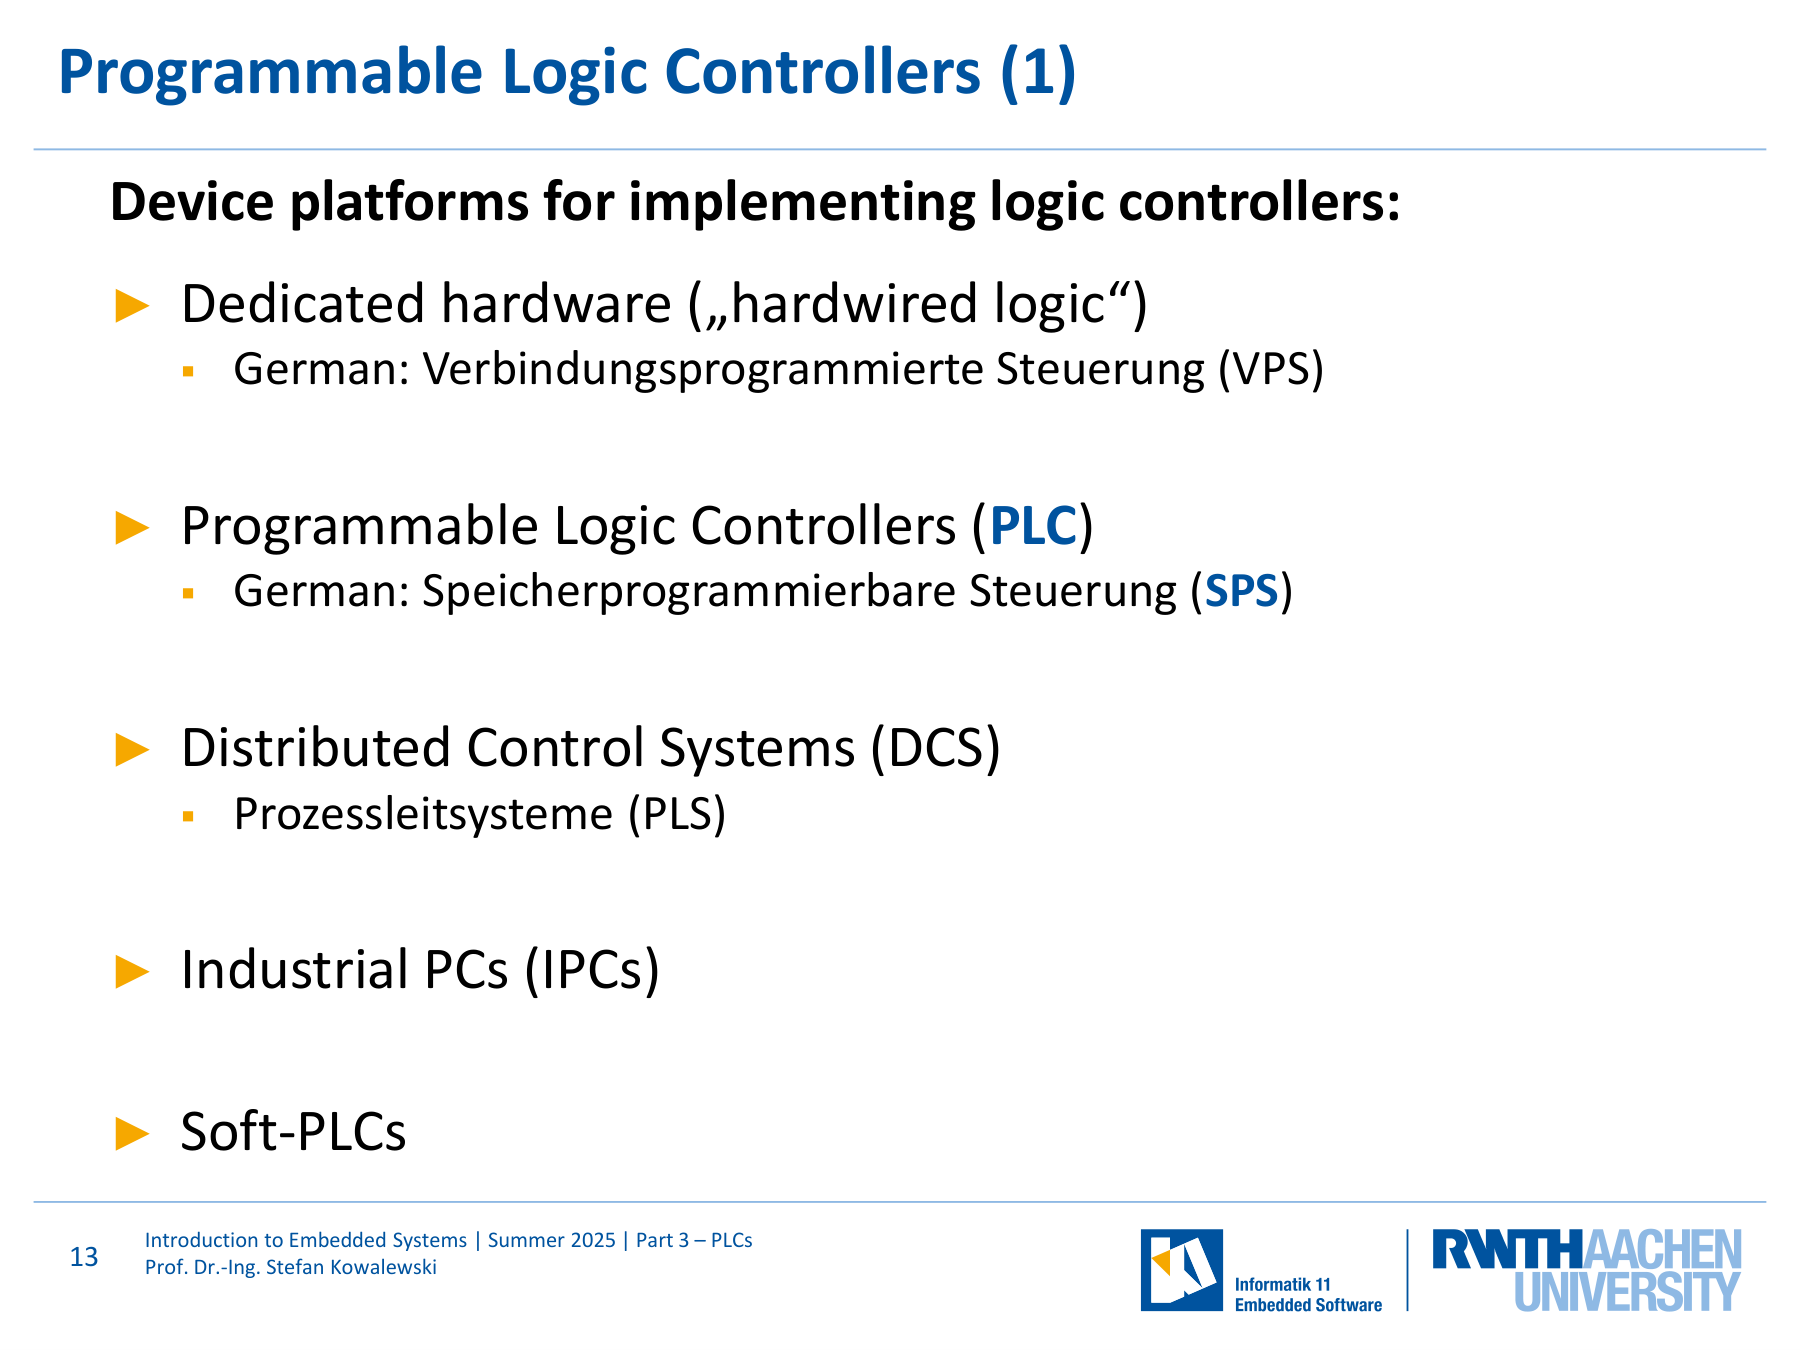 Programmable Logic Controllers (1)
Device platforms for implementing logic controllers:
► Dedicated hardware („hardwired logic“)
▪ German: Verbindungsprogrammierte Steuerung (VPS)
► Programmable Logic Controllers (PLC)
▪ German: Speicherprogrammierbare Steuerung (SPS)
► Distributed Control Systems (DCS)
▪ Prozessleitsysteme (PLS)
► Industrial PCs (IPCs)
► Soft-PLCs
13
Introduction to Embedded Systems | Summer 2025 | Part 3 – PLCs
Prof. Dr.-Ing. Stefan Kowalewski
Informatik 11
Embedded Software
RWTHAACHEN
UNIVERSITY